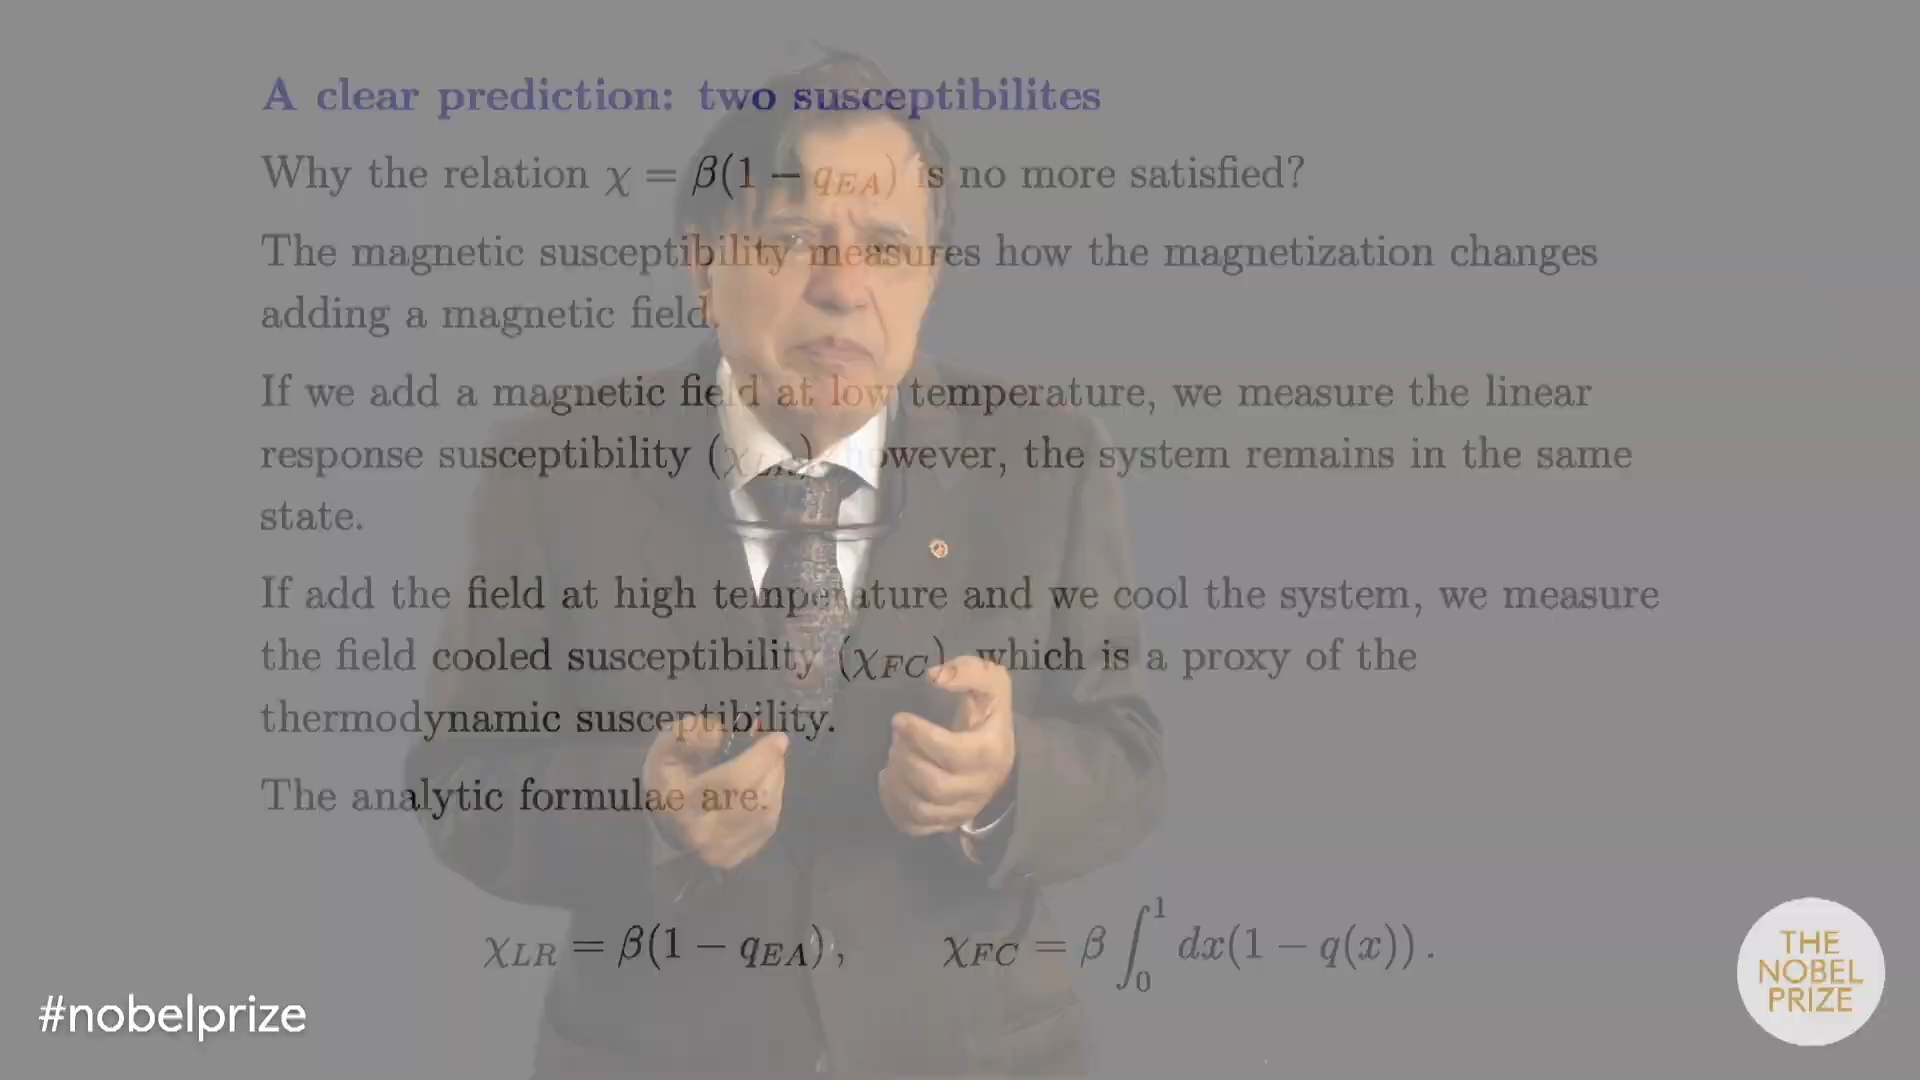 A clear prediction: two susceptibilites
Why the relation χ = β(1 − q_EA) is no more satisfied?
The magnetic susceptibility measures how the magnetization changes
adding a magnetic field.
If we add a magnetic field at low temperature, we measure the linear
response susceptibility (χ_LR), however, the system remains in the same
state.
If add the field at high temperature and we cool the system, we measure
the field cooled susceptibility (χ_FC), which is a proxy of the
thermodynamic susceptibility.
The analytic formulae are:
χ_LR = β(1 − q_EA), χ_FC = β ∫_0^1 dx(1 − q(x)).
#nobelprize
THE
NOBEL
PRIZE